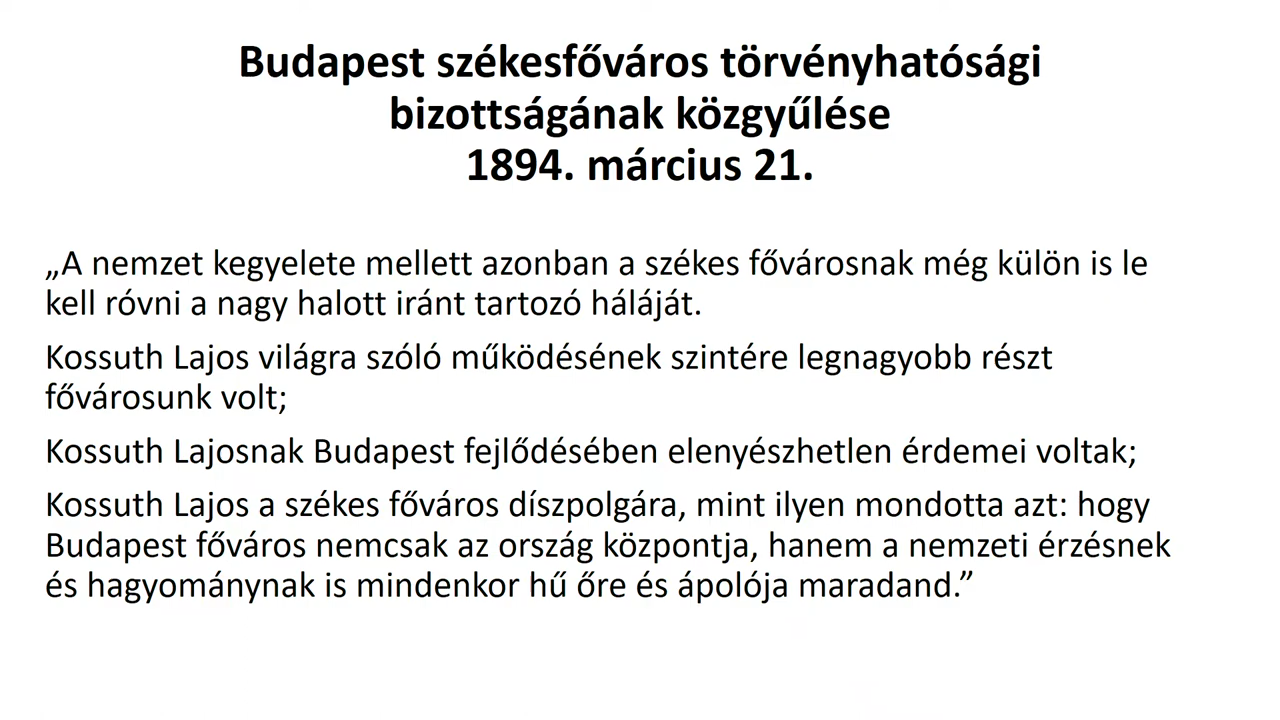 Budapest székesfőváros törvényhatósági
bizottságának közgyűlése
1894. március 21.
„A nemzet kegyelete mellett azonban a székes fővárosnak még külön is le
kell róvni a nagy halott iránt tartozó háláját.
Kossuth Lajos világra szóló működésének szintére legnagyobb részt
fővárosunk volt;
Kossuth Lajosnak Budapest fejlődésében elenyészhetlen érdemei voltak;
Kossuth Lajos a székes főváros díszpolgára, mint ilyen mondotta azt: hogy
Budapest főváros nemcsak az ország központja, hanem a nemzeti érzésnek
és hagyománynak is mindenkor hű őre és ápolója maradand.”